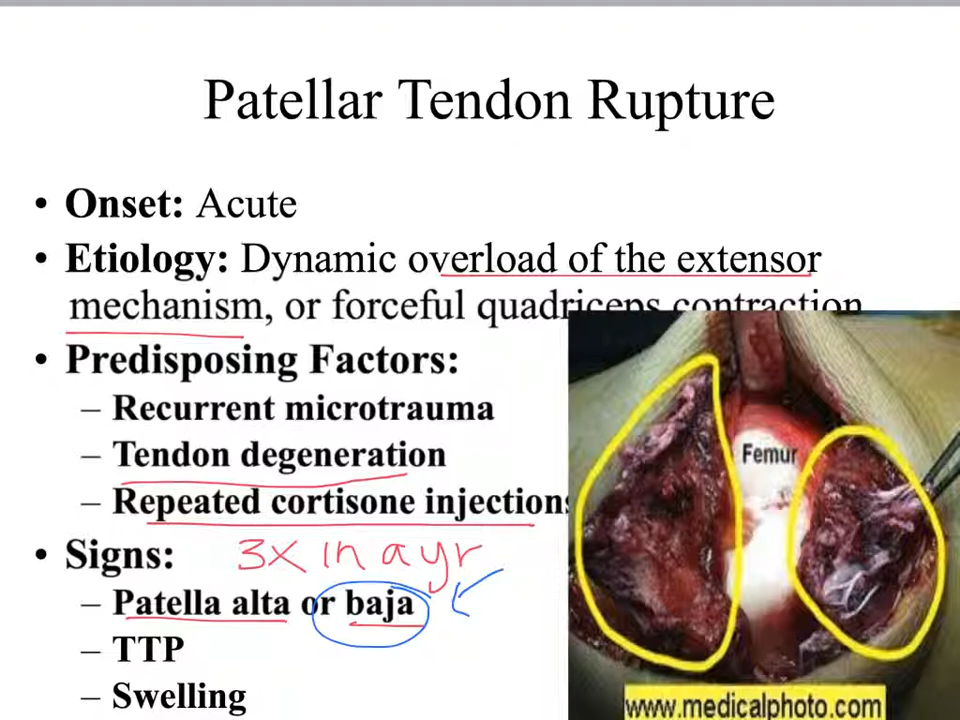 Patellar Tendon Rupture
• Onset: Acute
• Etiology: Dynamic overload of the extensor
mechanism, or forceful quadriceps contraction
• Predisposing Factors:
– Recurrent microtrauma
– Tendon degeneration
– Repeated cortisone injections
• Signs:
3x in a yr
– Patella alta or baja
– TTP
– Swelling
Femur
www.medicalphoto.com